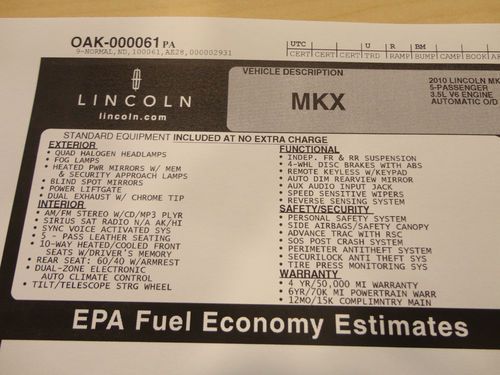 OAK-000061 PA
9-NORMAL,ND,100061,AE28,000002931
UTC U R BM
CERT CERT CERT TRD RAMP BUMP CAMP BOOK
LINCOLN
lincoln.com
VEHICLE DESCRIPTION
MKX
2010 LINCOLN MK
5-PASSENGER
3.5L V6 ENGINE
AUTOMATIC O/D
STANDARD EQUIPMENT INCLUDED AT NO EXTRA CHARGE
EXTERIOR
• QUAD HALOGEN HEADLAMPS
• FOG LAMPS
• HEATED PWR MIRRORS W/ MEM
& SECURITY APPROACH LAMPS
• BLIND SPOT MIRRORS
• POWER LIFTGATE
• DUAL EXHAUST W/ CHROME TIP
INTERIOR
• AM/FM STEREO W/CD/MP3 PLYR
• SIRIUS SAT RADIO N/A AK/HI
• SYNC VOICE ACTIVATED SYS
• 5 - PASS LEATHER SEATING
• 10-WAY HEATED/COOLED FRONT
SEATS W/DRIVER'S MEMORY
• REAR SEAT: 60/40 W/ARMREST
• DUAL-ZONE ELECTRONIC
AUTO CLIMATE CONTROL
• TILT/TELESCOPE STRG WHEEL
FUNCTIONAL
• INDEP. FR & RR SUSPENSION
• 4-WHL DISC BRAKES WITH ABS
• REMOTE KEYLESS W/KEYPAD
• AUTO DIM REARVIEW MIRROR
• AUX AUDIO INPUT JACK
• SPEED SENSITIVE WIPERS
• REVERSE SENSING SYSTEM
SAFETY/SECURITY
• PERSONAL SAFETY SYSTEM
• SIDE AIRBAGS/SAFETY CANOPY
• ADVANCE TRAC WITH RSC
• SOS POST CRASH SYSTEM
• PERIMETER ANTITHEFT SYSTEM
• SECURILOCK ANTI THEFT SYS
• TIRE PRESS MONITORING SYS
WARRANTY
• 4 YR/50,000 MI WARRANTY
• 6YR/70K MI POWERTRAIN WARR
• 12MO/15K COMPLIMNTRY MAIN
EPA Fuel Economy Estimates